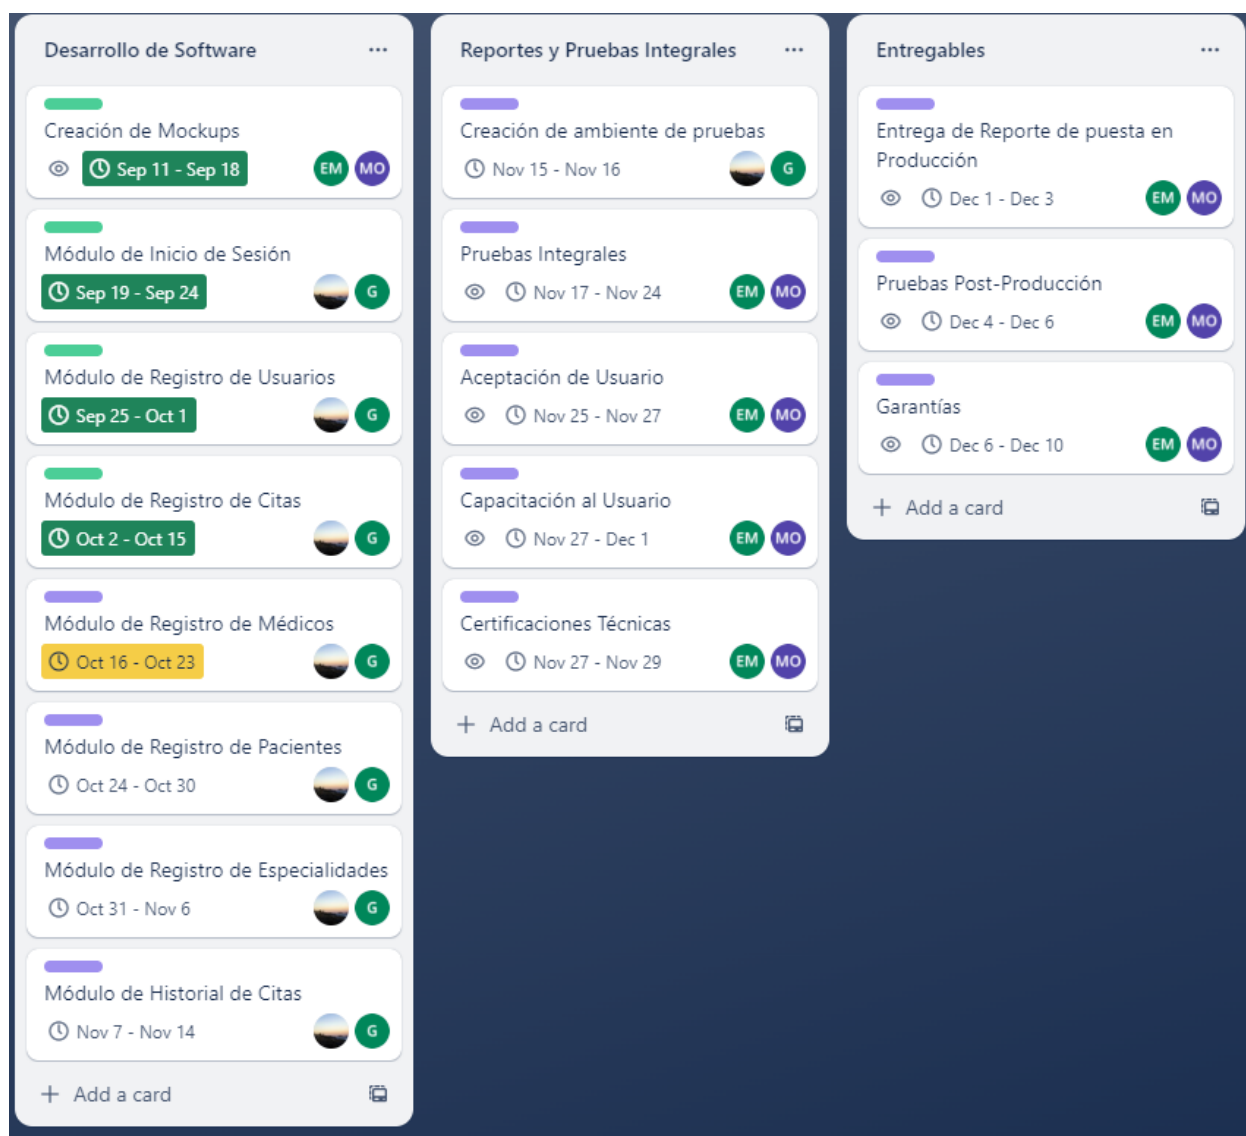 Desarrollo de Software
Creación de Mockups
Sep 11 - Sep 18
EM MO
Módulo de Inicio de Sesión
Sep 19 - Sep 24
G
Módulo de Registro de Usuarios
Sep 25 - Oct 1
G
Módulo de Registro de Citas
Oct 2 - Oct 15
G
Módulo de Registro de Médicos
Oct 16 - Oct 23
G
Módulo de Registro de Pacientes
Oct 24 - Oct 30
G
Módulo de Registro de Especialidades
Oct 31 - Nov 6
G
Módulo de Historial de Citas
Nov 7 - Nov 14
G
+ Add a card
Reportes y Pruebas Integrales
Creación de ambiente de pruebas
Nov 15 - Nov 16
G
Pruebas Integrales
Nov 17 - Nov 24
EM MO
Aceptación de Usuario
Nov 25 - Nov 27
EM MO
Capacitación al Usuario
Nov 27 - Dec 1
EM MO
Certificaciones Técnicas
Nov 27 - Nov 29
EM MO
+ Add a card
Entregables
Entrega de Reporte de puesta en
Producción
Dec 1 - Dec 3
EM MO
Pruebas Post-Producción
Dec 4 - Dec 6
EM MO
Garantías
Dec 6 - Dec 10
EM MO
+ Add a card